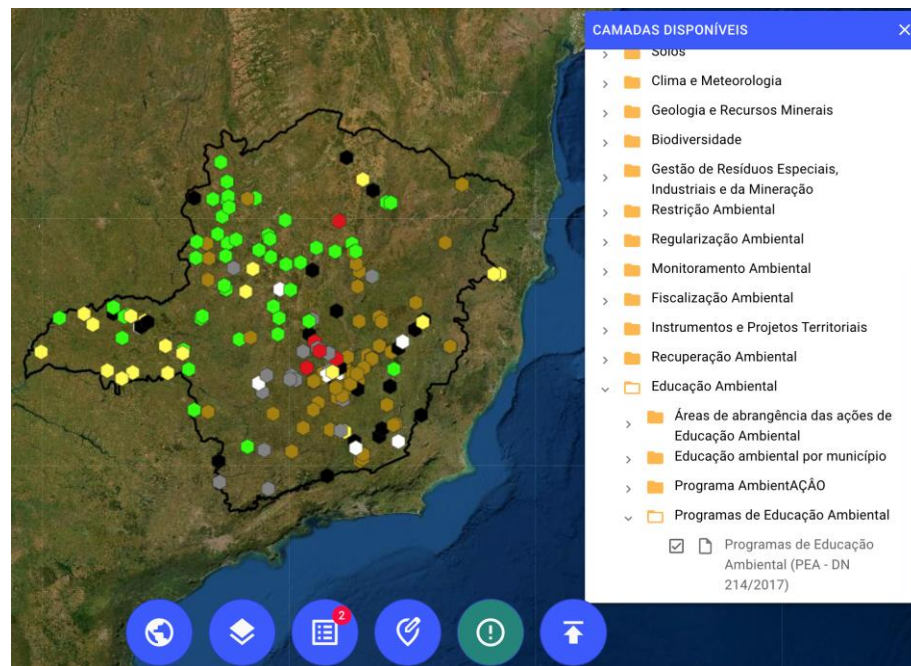 CAMADAS DISPONÍVEIS
Solos
Clima e Meteorologia
Geologia e Recursos Minerais
Biodiversidade
Gestão de Resíduos Especiais,
Industriais e da Mineração
Restrição Ambiental
Regularização Ambiental
Monitoramento Ambiental
Fiscalização Ambiental
Instrumentos e Projetos Territoriais
Recuperação Ambiental
Educação Ambiental
Áreas de abrangência das ações de
Educação Ambiental
Educação ambiental por município
Programa AmbientAÇÂO
Programas de Educação Ambiental
Programas de Educação
Ambiental (PEA - DN
214/2017)
2